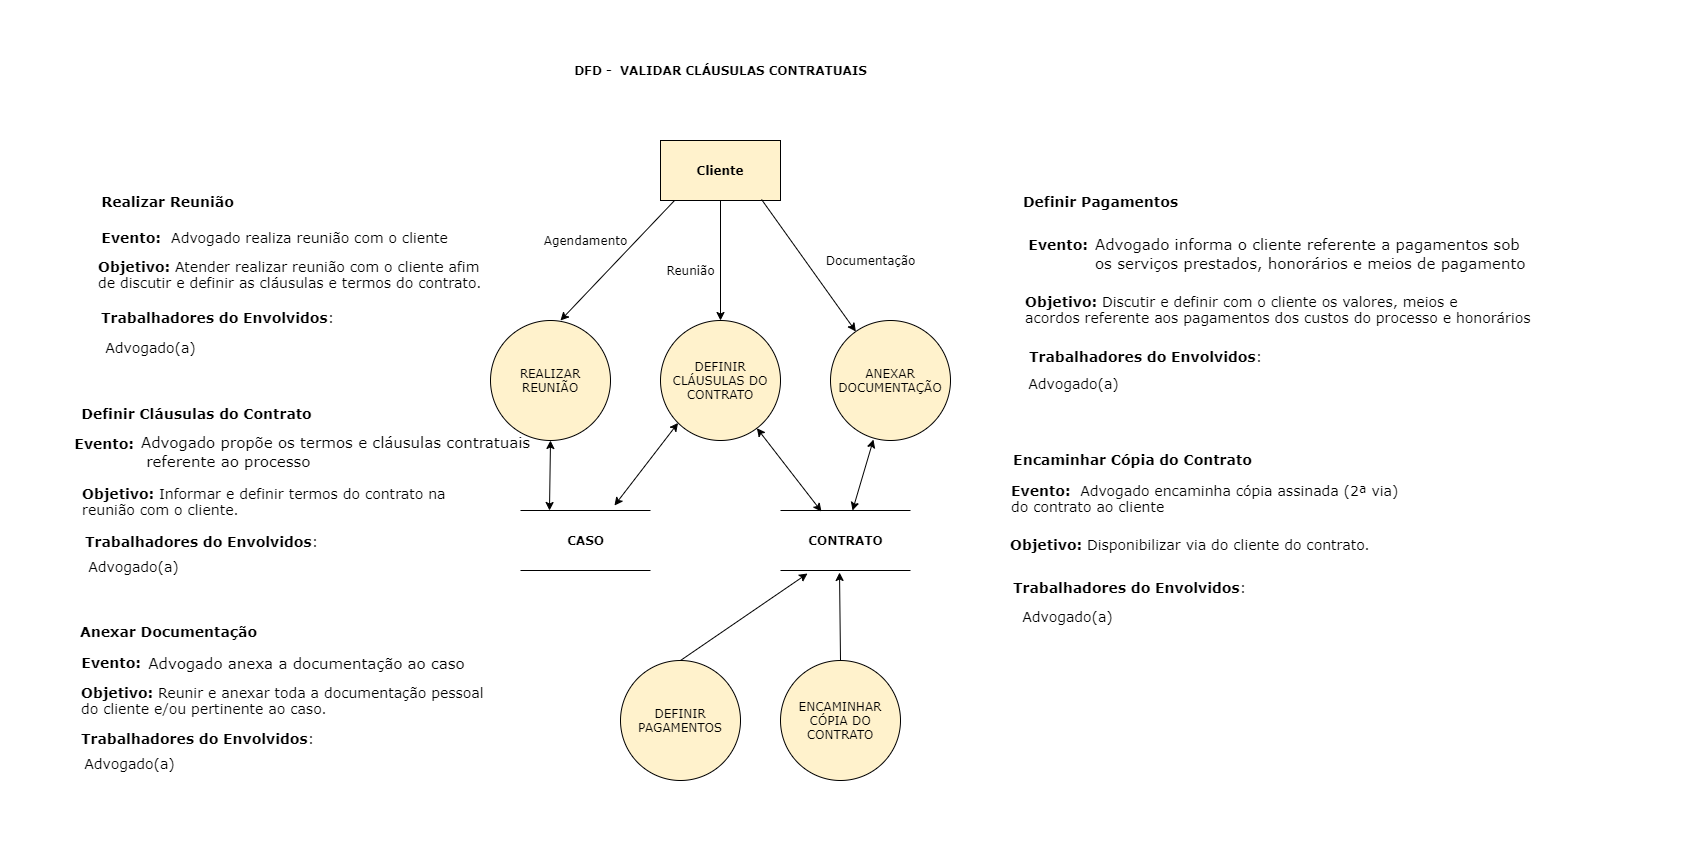 DFD -  VALIDAR CLÁUSULAS CONTRATUAIS
Cliente
Agendamento
Reunião
Documentação
REALIZAR
REUNIÃO
DEFINIR
CLÁUSULAS DO
CONTRATO
ANEXAR
DOCUMENTAÇÃO
CASO
CONTRATO
DEFINIR
PAGAMENTOS
ENCAMINHAR
CÓPIA DO
CONTRATO
Realizar Reunião
Evento:  Advogado realiza reunião com o cliente
Objetivo: Atender realizar reunião com o cliente afim
de discutir e definir as cláusulas e termos do contrato.
Trabalhadores do Envolvidos:
Advogado(a)
Definir Cláusulas do Contrato
Evento:  Advogado propõe os termos e cláusulas contratuais
referente ao processo
Objetivo: Informar e definir termos do contrato na
reunião com o cliente.
Trabalhadores do Envolvidos:
Advogado(a)
Anexar Documentação
Evento:  Advogado anexa a documentação ao caso
Objetivo: Reunir e anexar toda a documentação pessoal
do cliente e/ou pertinente ao caso.
Trabalhadores do Envolvidos:
Advogado(a)
Definir Pagamentos
Evento:  Advogado informa o cliente referente a pagamentos sob
os serviços prestados, honorários e meios de pagamento
Objetivo: Discutir e definir com o cliente os valores, meios e
acordos referente aos pagamentos dos custos do processo e honorários
Trabalhadores do Envolvidos:
Advogado(a)
Encaminhar Cópia do Contrato
Evento:  Advogado encaminha cópia assinada (2ª via)
do contrato ao cliente
Objetivo: Disponibilizar via do cliente do contrato.
Trabalhadores do Envolvidos:
Advogado(a)